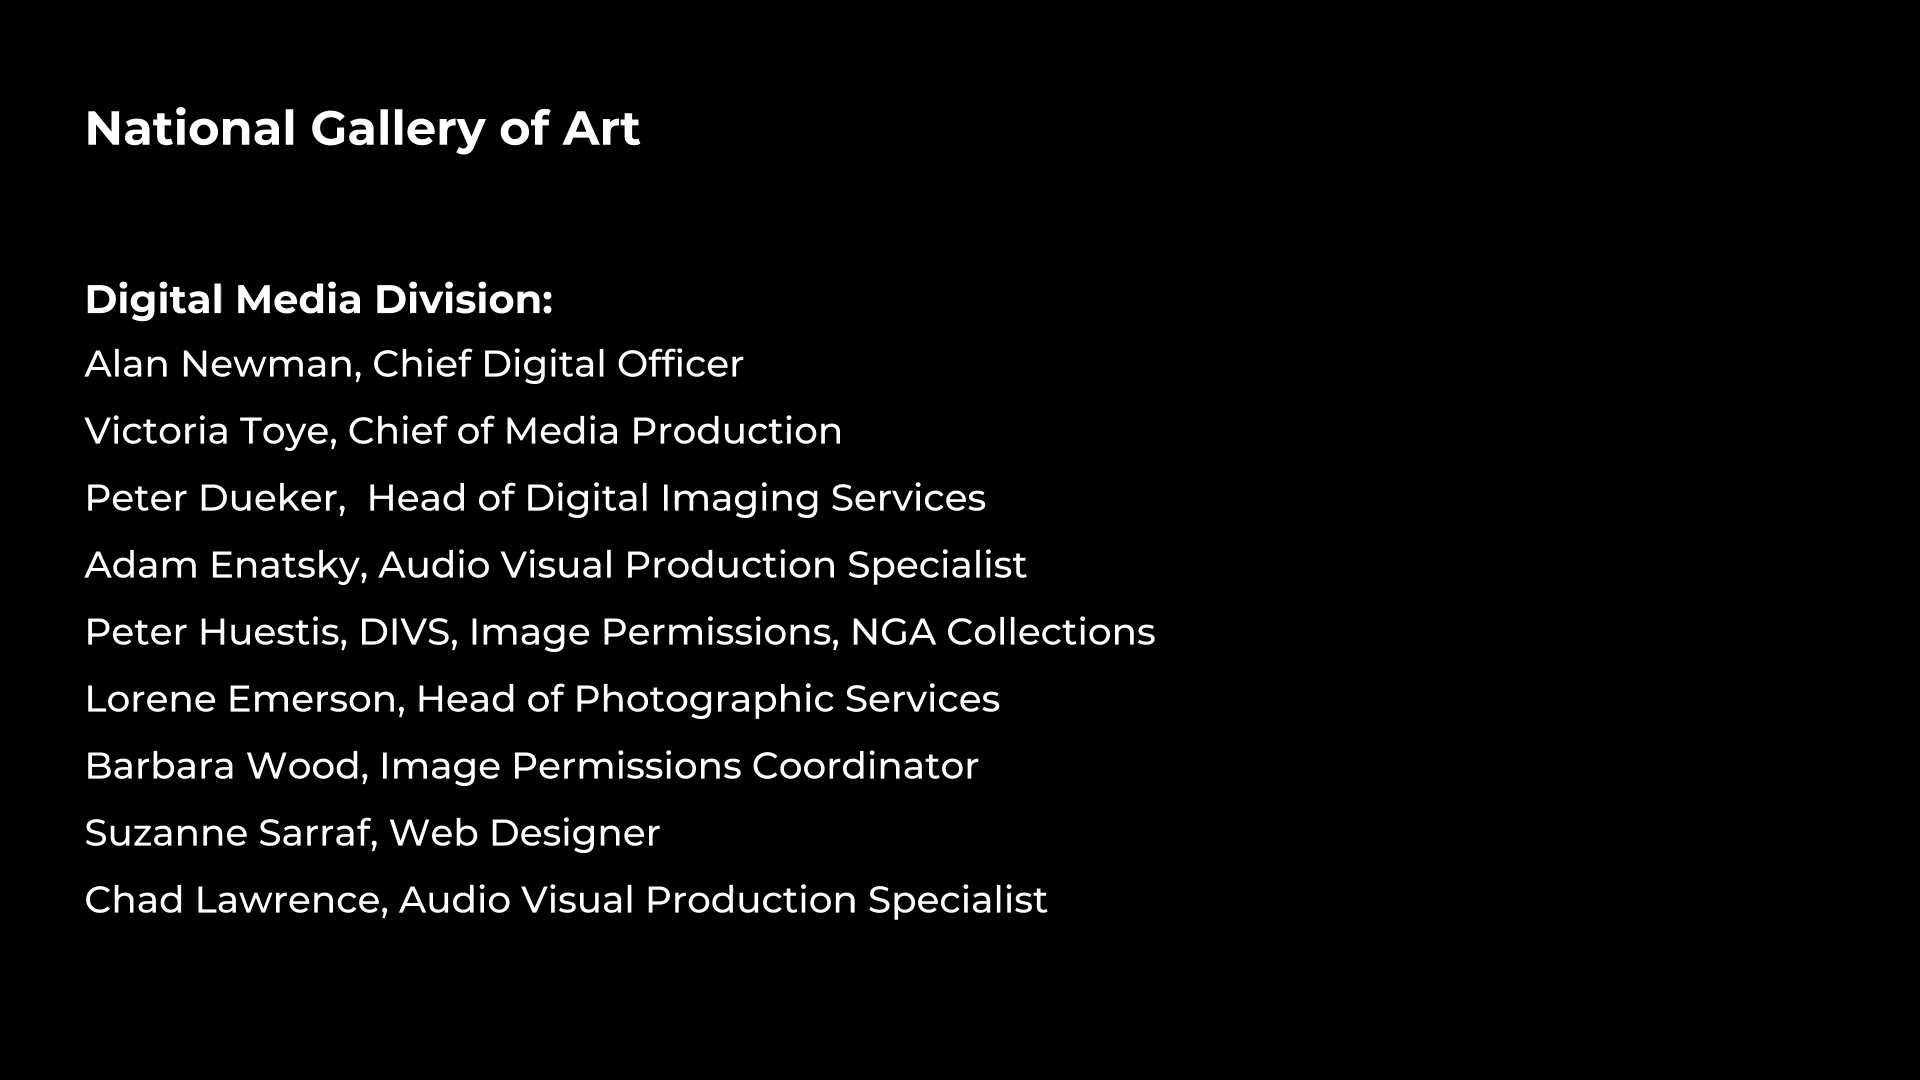 National Gallery of Art
Digital Media Division:
Alan Newman, Chief Digital Officer
Victoria Toye, Chief of Media Production
Peter Dueker,  Head of Digital Imaging Services
Adam Enatsky, Audio Visual Production Specialist
Peter Huestis, DIVS, Image Permissions, NGA Collections
Lorene Emerson, Head of Photographic Services
Barbara Wood, Image Permissions Coordinator
Suzanne Sarraf, Web Designer
Chad Lawrence, Audio Visual Production Specialist